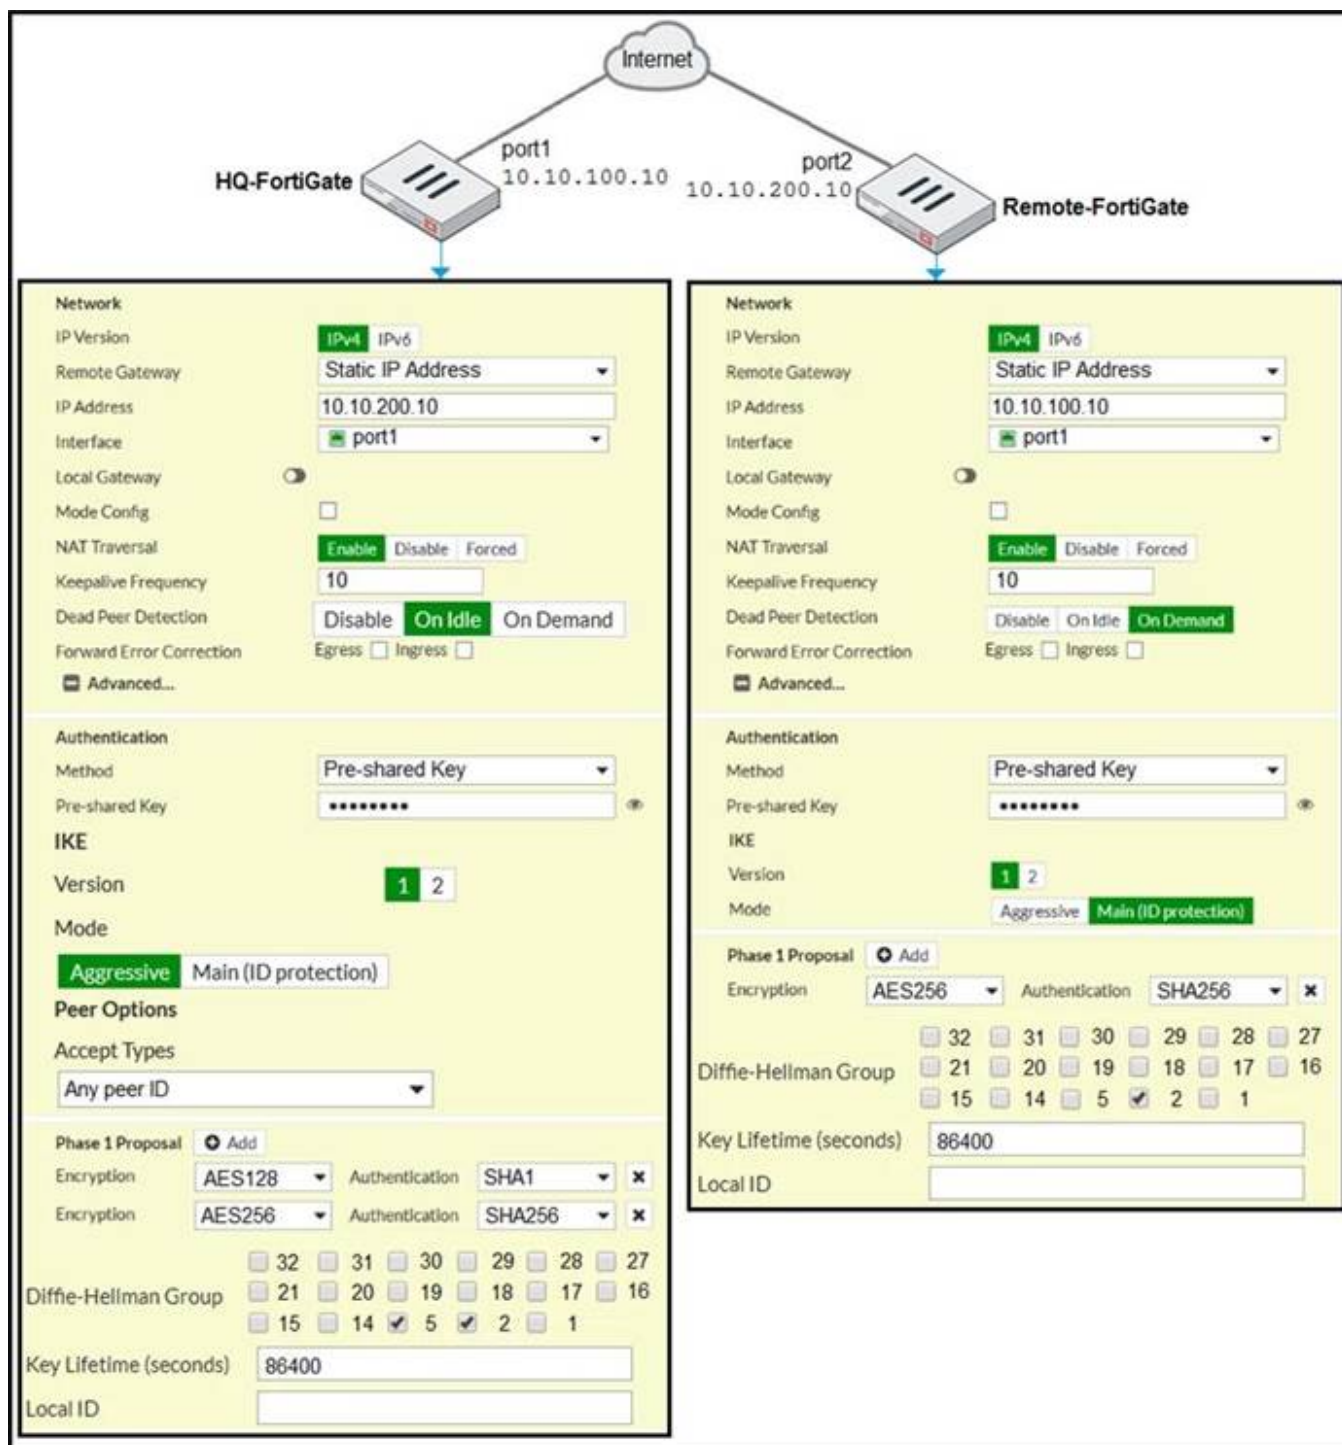 Internet
port1
10.10.100.10
HQ-FortiGate
port2
10.10.200.10
Remote-FortiGate
Network
IP Version IPv4 IPv6
Remote Gateway Static IP Address
IP Address 10.10.200.10
Interface port1
Local Gateway
Mode Config
NAT Traversal Enable Disable Forced
Keepalive Frequency 10
Dead Peer Detection Disable On Idle On Demand
Forward Error Correction Egress Ingress
Advanced...
Authentication
Method Pre-shared Key
Pre-shared Key ••••••••
IKE
Version 1 2
Mode
Aggressive Main (ID protection)
Peer Options
Accept Types
Any peer ID
Phase 1 Proposal Add
Encryption AES128 Authentication SHA1
Encryption AES256 Authentication SHA256
32 31 30 29 28 27
Diffie-Hellman Group 21 20 19 18 17 16
15 14 5 2 1
Key Lifetime (seconds) 86400
Local ID
Network
IP Version IPv4 IPv6
Remote Gateway Static IP Address
IP Address 10.10.100.10
Interface port1
Local Gateway
Mode Config
NAT Traversal Enable Disable Forced
Keepalive Frequency 10
Dead Peer Detection Disable On Idle On Demand
Forward Error Correction Egress Ingress
Advanced...
Authentication
Method Pre-shared Key
Pre-shared Key ••••••••
IKE
Version 1 2
Mode Aggressive Main (ID protection)
Phase 1 Proposal Add
Encryption AES256 Authentication SHA256
32 31 30 29 28 27
Diffie-Hellman Group 21 20 19 18 17 16
15 14 5 2 1
Key Lifetime (seconds) 86400
Local ID